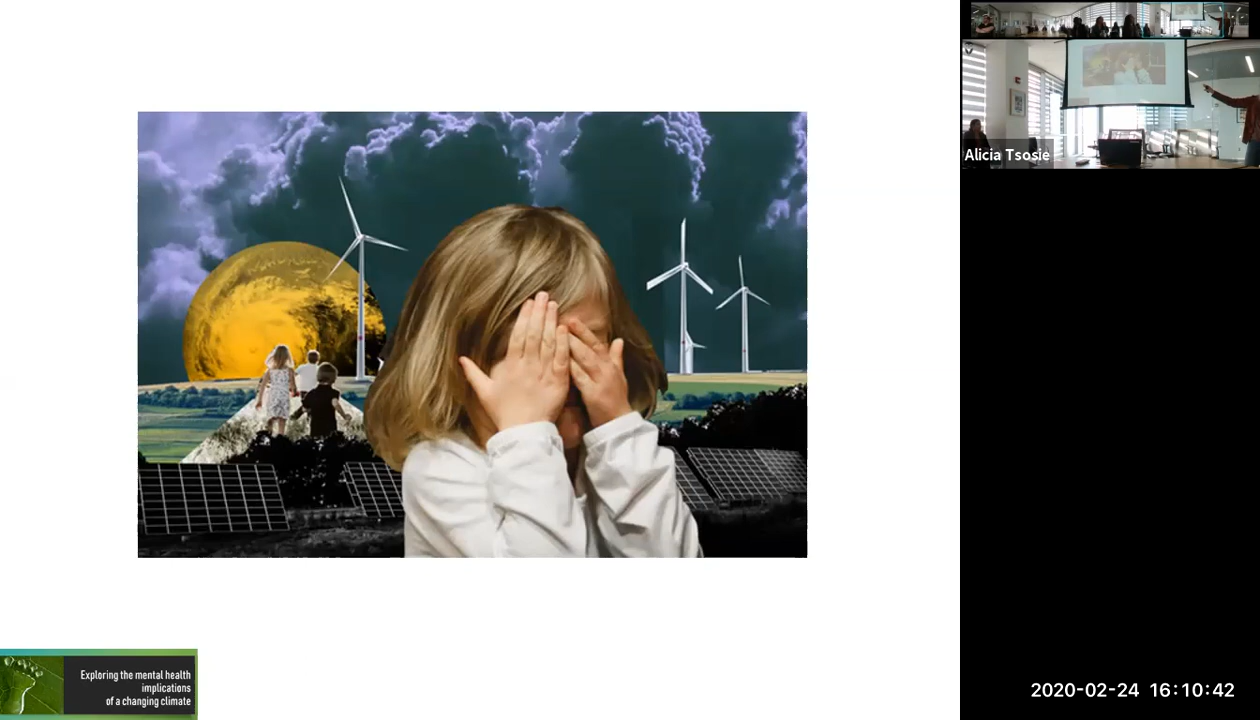 Alicia Tsosie
Exploring the mental health
implications
of a changing climate
2020-02-24 16:10:42